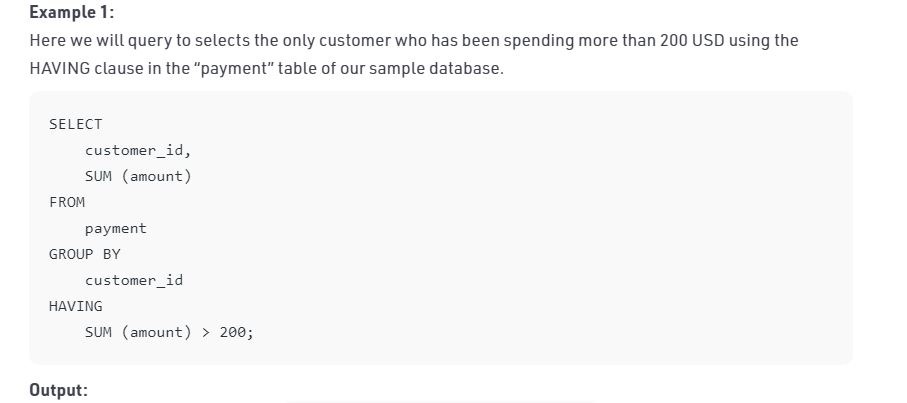 Example 1:
Here we will query to selects the only customer who has been spending more than 200 USD using the
HAVING clause in the “payment” table of our sample database.
SELECT
    customer_id,
    SUM (amount)
FROM
    payment
GROUP BY
    customer_id
HAVING
    SUM (amount) > 200;
Output: